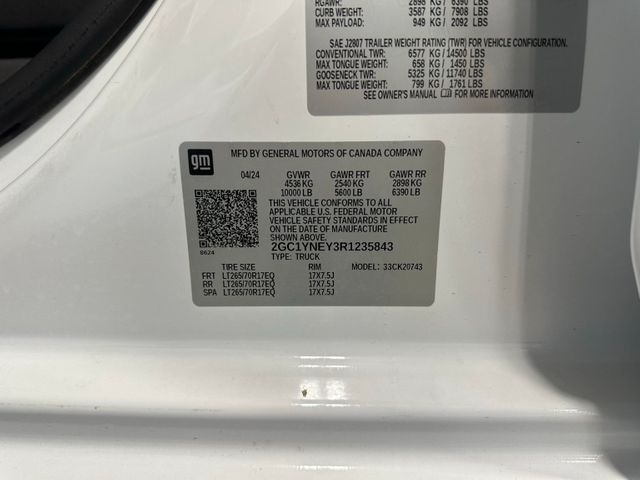 RGAWR: 2898 KG / 6390 LBS
CURB WEIGHT: 3587 KG / 7908 LBS
MAX PAYLOAD: 949 KG / 2092 LBS
SAE J2807 TRAILER WEIGHT RATING (TWR) FOR VEHICLE CONFIGURATION.
CONVENTIONAL TWR: 6577 KG / 14500 LBS
MAX TONGUE WEIGHT: 658 KG / 1450 LBS
GOOSENECK TWR: 5325 KG / 11740 LBS
MAX TONGUE WEIGHT: 799 KG / 1761 LBS
SEE OWNER'S MANUAL FOR MORE INFORMATION
gm MFD BY GENERAL MOTORS OF CANADA COMPANY
04/24 GVWR GAWR FRT GAWR RR
4536 KG 2540 KG 2898 KG
10000 LB 5600 LB 6390 LB
THIS VEHICLE CONFORMS TO ALL
APPLICABLE U.S. FEDERAL MOTOR
VEHICLE SAFETY STANDARDS IN EFFECT
ON THE DATE OF MANUFACTURE
SHOWN ABOVE.
2GC1YNEY3R1235843
8624 TYPE: TRUCK MODEL: 33CK20743
TIRE SIZE RIM
FRT LT265/70R17EQ 17X7.5J
RR LT265/70R17EQ 17X7.5J
SPA LT265/70R17EQ 17X7.5J